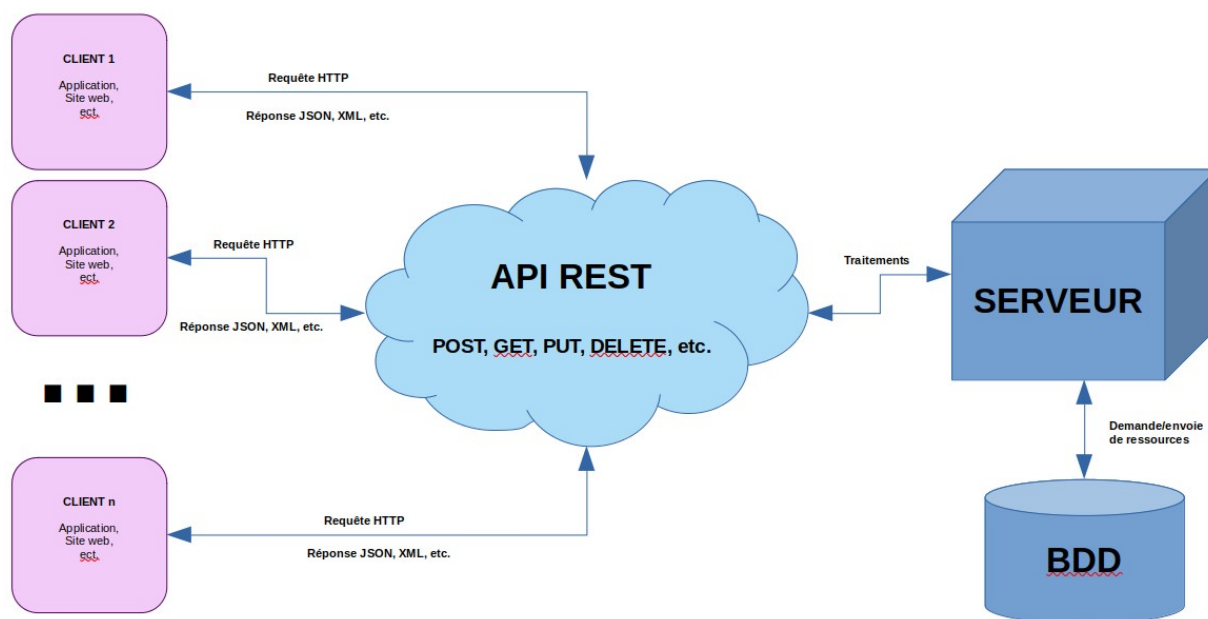 CLIENT 1
Application,
Site web,
ect.
Requête HTTP
Réponse JSON, XML, etc.
CLIENT 2
Application,
Site web,
ect.
Requête HTTP
Réponse JSON, XML, etc.
API REST
POST, GET, PUT, DELETE, etc.
Traitements
SERVEUR
Demande/envoie
de ressources
BDD
CLIENT n
Application,
Site web,
ect.
Requête HTTP
Réponse JSON, XML, etc.